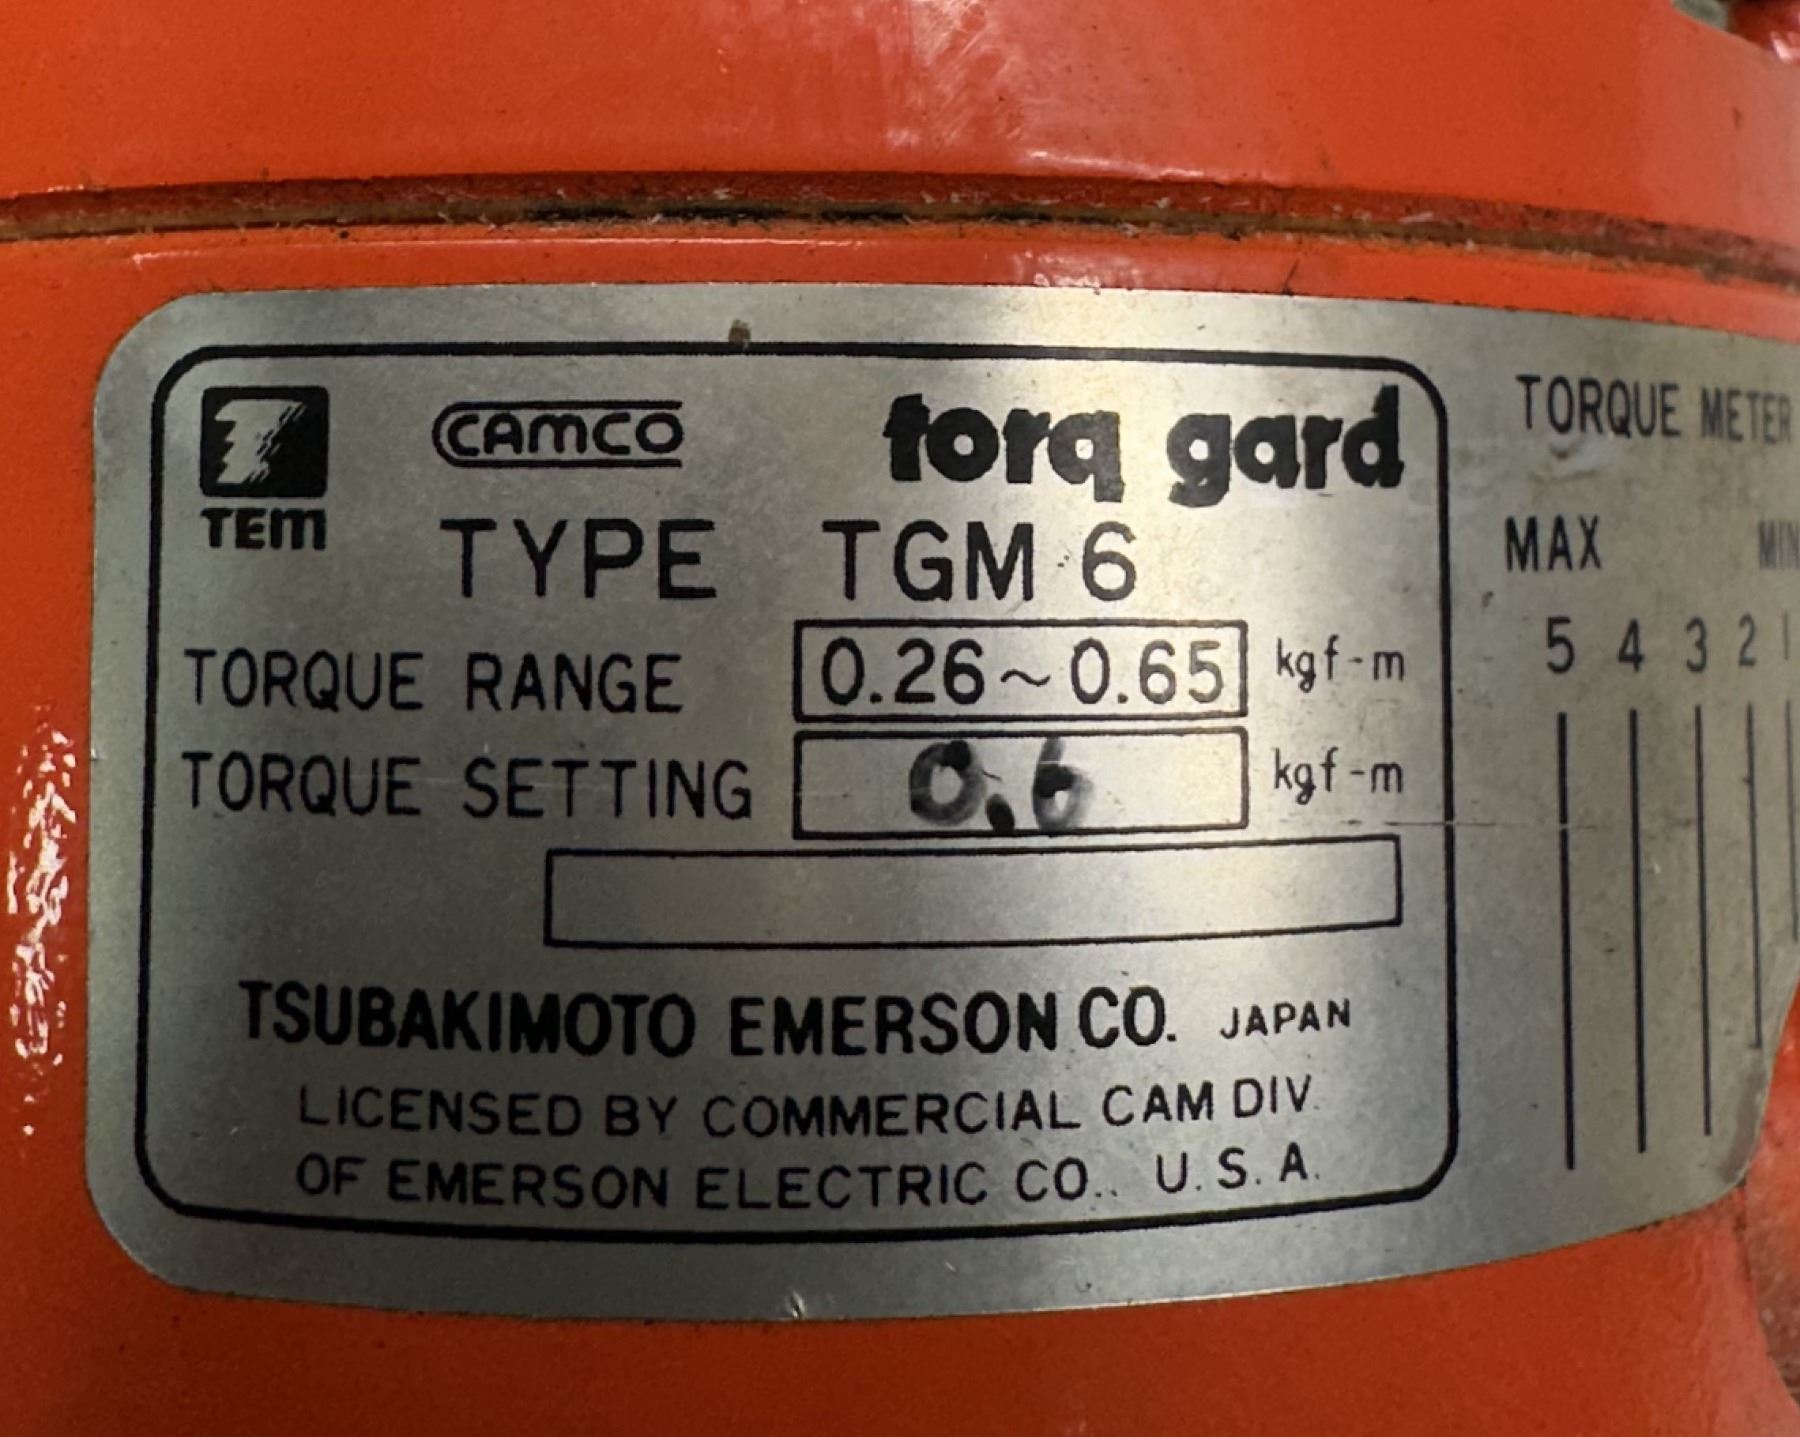 TEM
CAMCO
torq gard
TYPE TGM 6
TORQUE RANGE 0.26~0.65 kgf-m
TORQUE SETTING 0.6 kgf-m
TSUBAKIMOTO EMERSON CO. JAPAN
LICENSED BY COMMERCIAL CAM DIV.
OF EMERSON ELECTRIC CO.. U.S.A.
TORQUE METER
MAX MIN
5 4 3 2 1